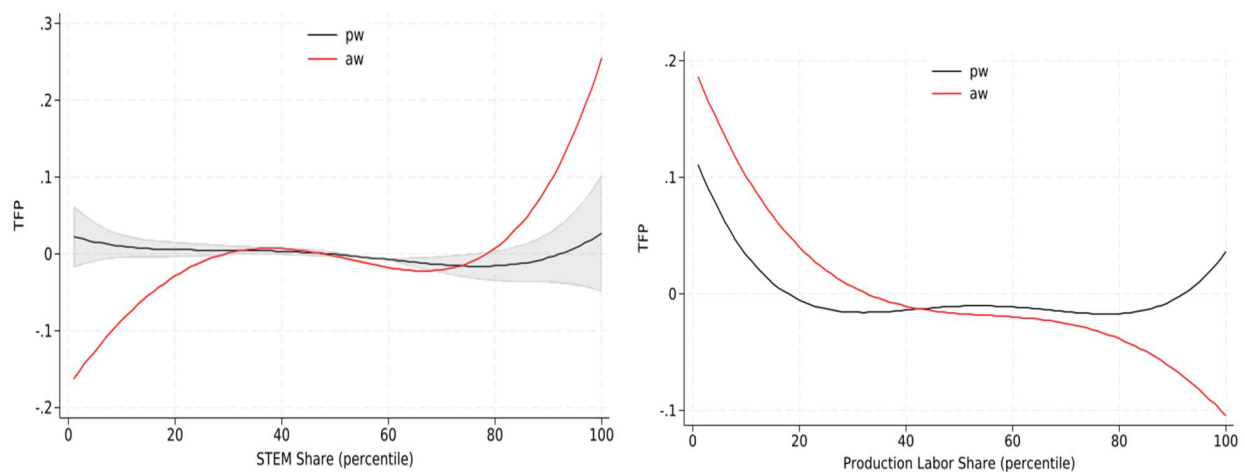 .3
.2
.1
0
-.1
-.2
TFP
pw
aw
0 20 40 60 80 100
STEM Share (percentile)
.2
.1
0
-.1
TFP
pw
aw
0 20 40 60 80 100
Production Labor Share (percentile)